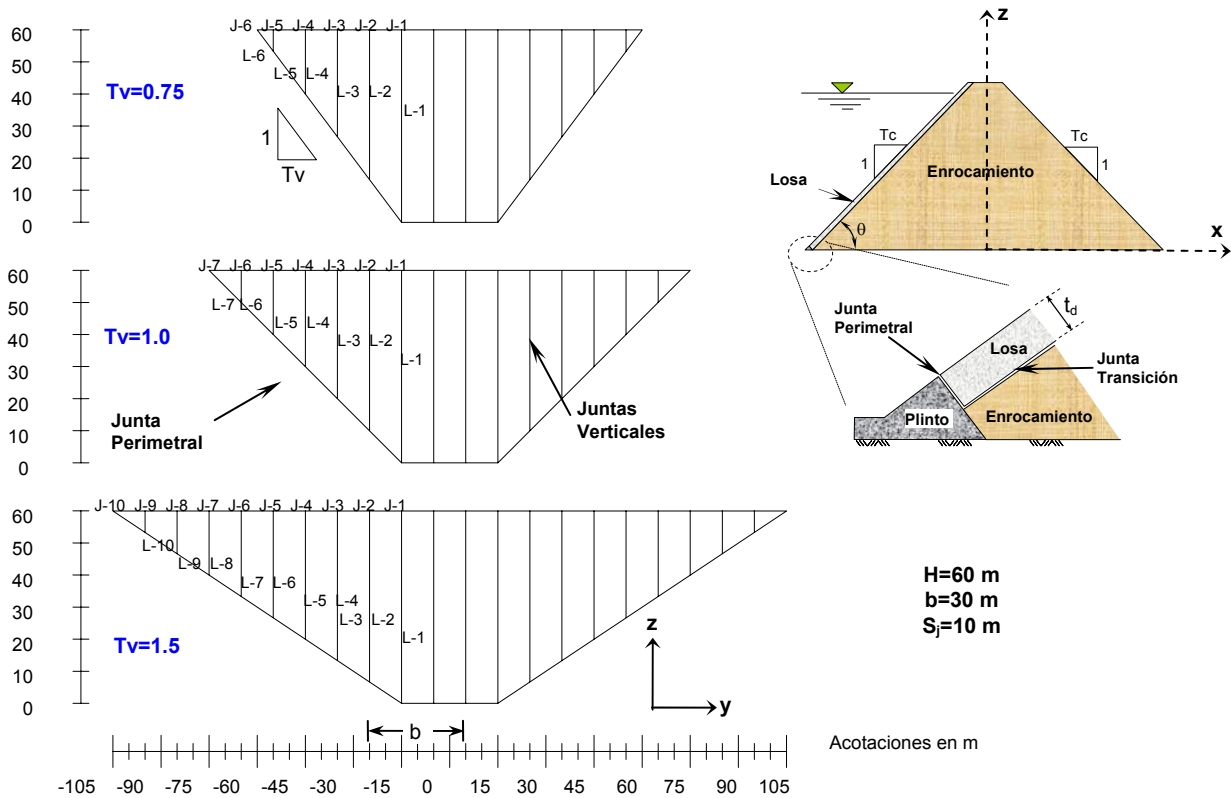 60
50
40
30
20
10
0
J-6 J-5 J-4 J-3 J-2 J-1
L-6
L-5 L-4
L-3 L-2
L-1
Tv=0.75
1
Tv
60
50
40
30
20
10
0
J-7 J-6 J-5 J-4 J-3 J-2 J-1
L-7 L-6
L-5 L-4
L-3 L-2
L-1
Tv=1.0
Junta
Perimetral
Juntas
Verticales
60
50
40
30
20
10
0
J-10 J-9 J-8 J-7 J-6 J-5 J-4 J-3 J-2 J-1
L-10
L-9 L-8
L-7 L-6
L-5 L-4
L-3 L-2
L-1
Tv=1.5
z
y
b
-105 -90 -75 -60 -45 -30 -15 0 15 30 45 60 75 90 105
Acotaciones en m
z
Tc
1
Tc
1
Enrocamiento
Losa
θ
x
Junta
Perimetral
td
Losa
Junta
Transición
Plinto
Enrocamiento
H=60 m
b=30 m
Sj=10 m